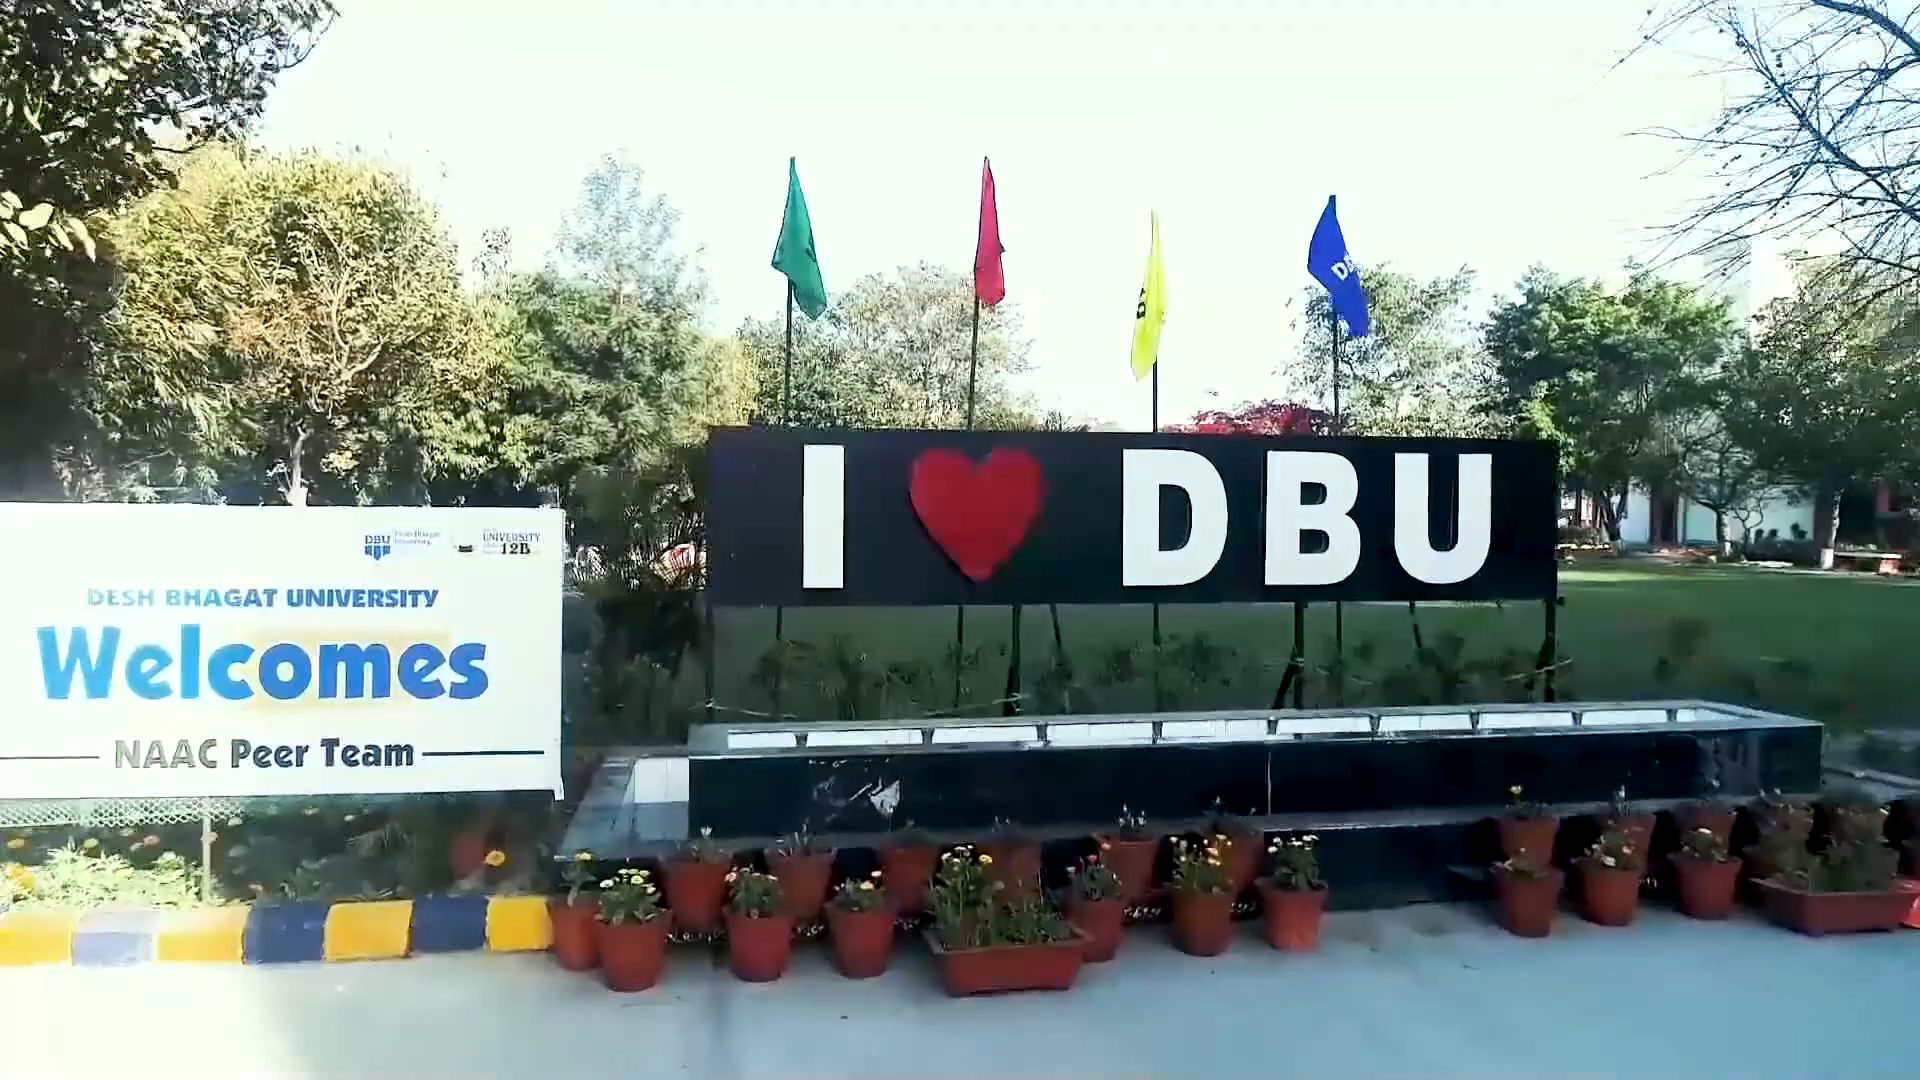 DBU
UNIVERSITY
12B
DESH BHAGAT UNIVERSITY
Welcomes
NAAC Peer Team
I ❤ DBU